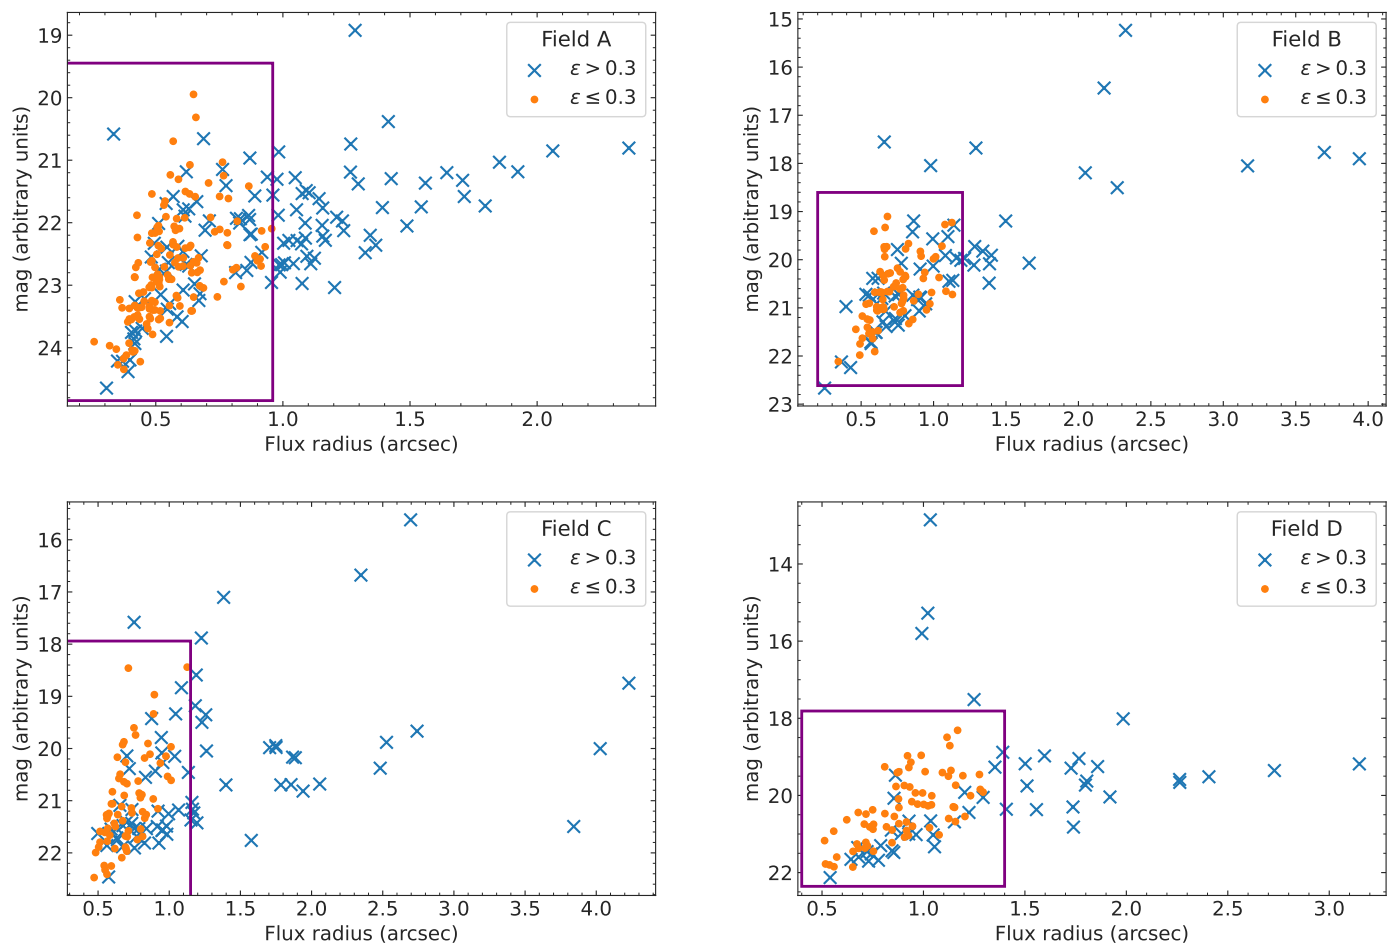 Field A
ε > 0.3
ε ≤ 0.3
19
20
21
22
23
24
mag (arbitrary units)
0.5
1.0
1.5
2.0
Flux radius (arcsec)
Field B
ε > 0.3
ε ≤ 0.3
15
16
17
18
19
20
21
22
23
mag (arbitrary units)
0.5
1.0
1.5
2.0
2.5
3.0
3.5
4.0
Flux radius (arcsec)
Field C
ε > 0.3
ε ≤ 0.3
16
17
18
19
20
21
22
mag (arbitrary units)
0.5
1.0
1.5
2.0
2.5
3.0
3.5
4.0
Flux radius (arcsec)
Field D
ε > 0.3
ε ≤ 0.3
14
16
18
20
22
mag (arbitrary units)
0.5
1.0
1.5
2.0
2.5
3.0
Flux radius (arcsec)